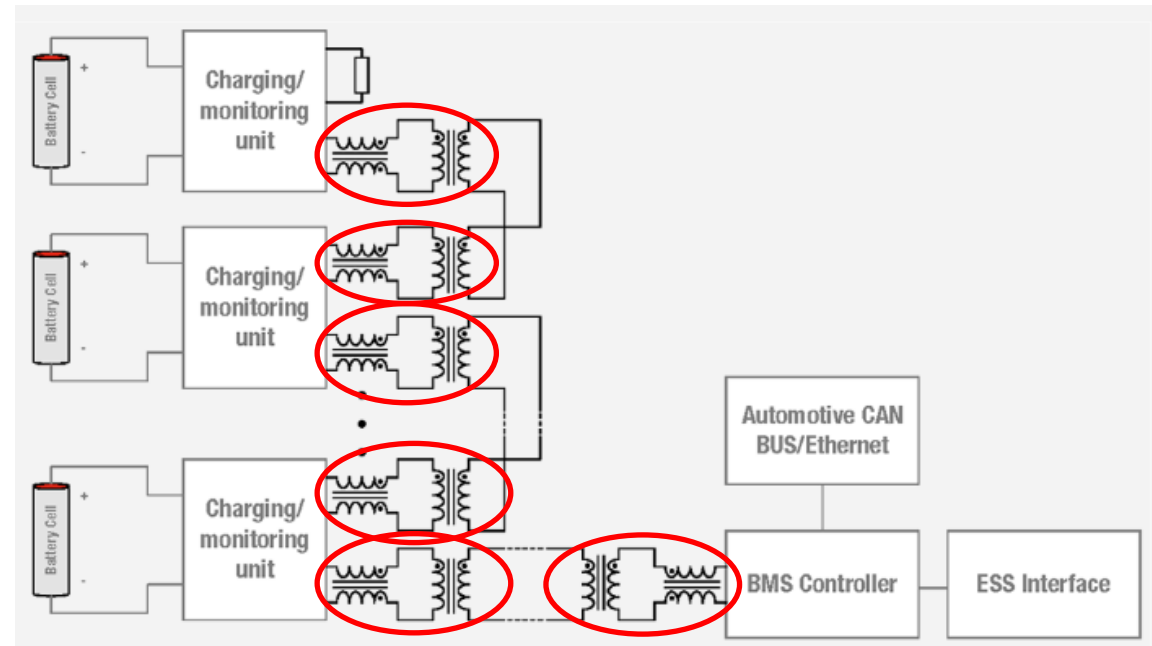 Battery Cell
+
-
Charging/
monitoring
unit
Battery Cell
+
-
Charging/
monitoring
unit
Battery Cell
+
-
Charging/
monitoring
unit
Automotive CAN
BUS/Ethernet
BMS Controller
ESS Interface